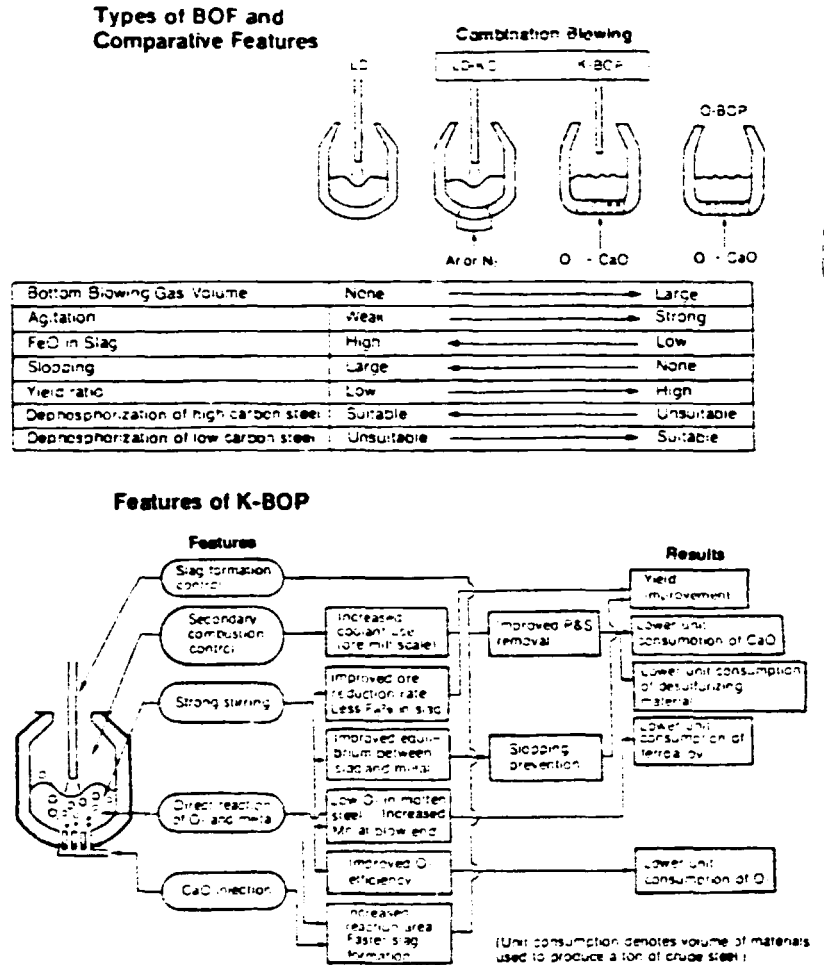 Types of BOF and
Comparative Features
Combination Blowing
LD
LD-KG
K-BOP
Q-BOP
Ar or N₂
O - CaO
O - CaO
Bottom Blowing Gas Volume None Large
Agitation Weak Strong
FeO in Slag High Low
Slopping Large None
Yield ratio Low High
Dephosphorization of high carbon steel Suitable Unsuitable
Dephosphorization of low carbon steel Unsuitable Suitable
Features of K-BOP
Features
Results
Slag formation
control
Yield
improvement
Secondary
combustion
control
Increased
coolant use
(ore mill scale)
Improved P&S
removal
Lower unit
consumption of CaO
Strong stirring
Improved ore
reduction rate
Less in slag
Lower unit consumption
of desulfurizing
material
Improved equi-
librium between
slag and metal
Slopping
prevention
Lower unit
consumption of
ferroalloy
Direct reaction
of O₂ and metal
Low O₂ in molten
steel Increased
Mn at blow end
CaO injection
Improved O
efficiency
Lower unit
consumption of O
Increased
reaction area
Faster slag
formation
(Unit consumption denotes volume of materials
used to produce a ton of crude steel)